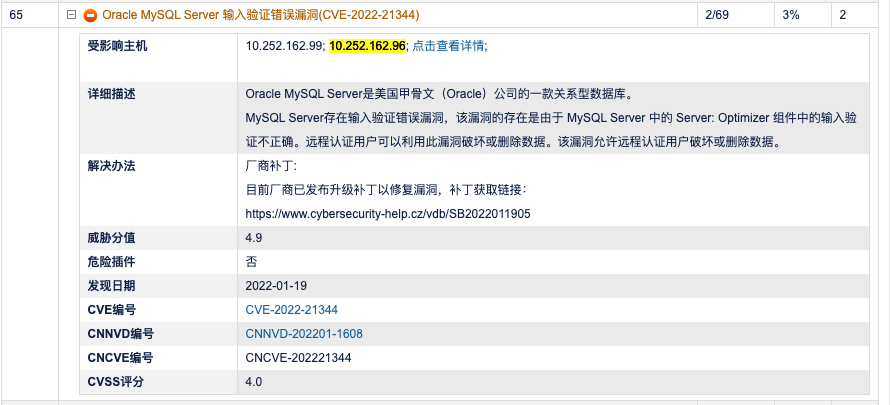 65 Oracle MySQL Server 输入验证错误漏洞(CVE-2022-21344) 2/69 3% 2
受影响主机 10.252.162.99; 10.252.162.96; 点击查看详情;
详细描述 Oracle MySQL Server是美国甲骨文（Oracle）公司的一款关系型数据库。
MySQL Server存在输入验证错误漏洞，该漏洞的存在是由于 MySQL Server 中的 Server: Optimizer 组件中的输入验
证不正确。远程认证用户可以利用此漏洞破坏或删除数据。该漏洞允许远程认证用户破坏或删除数据。
解决办法 厂商补丁:
目前厂商已发布升级补丁以修复漏洞，补丁获取链接：
https://www.cybersecurity-help.cz/vdb/SB2022011905
威胁分值 4.9
危险插件 否
发现日期 2022-01-19
CVE编号 CVE-2022-21344
CNNVD编号 CNNVD-202201-1608
CNCVE编号 CNCVE-202221344
CVSS评分 4.0